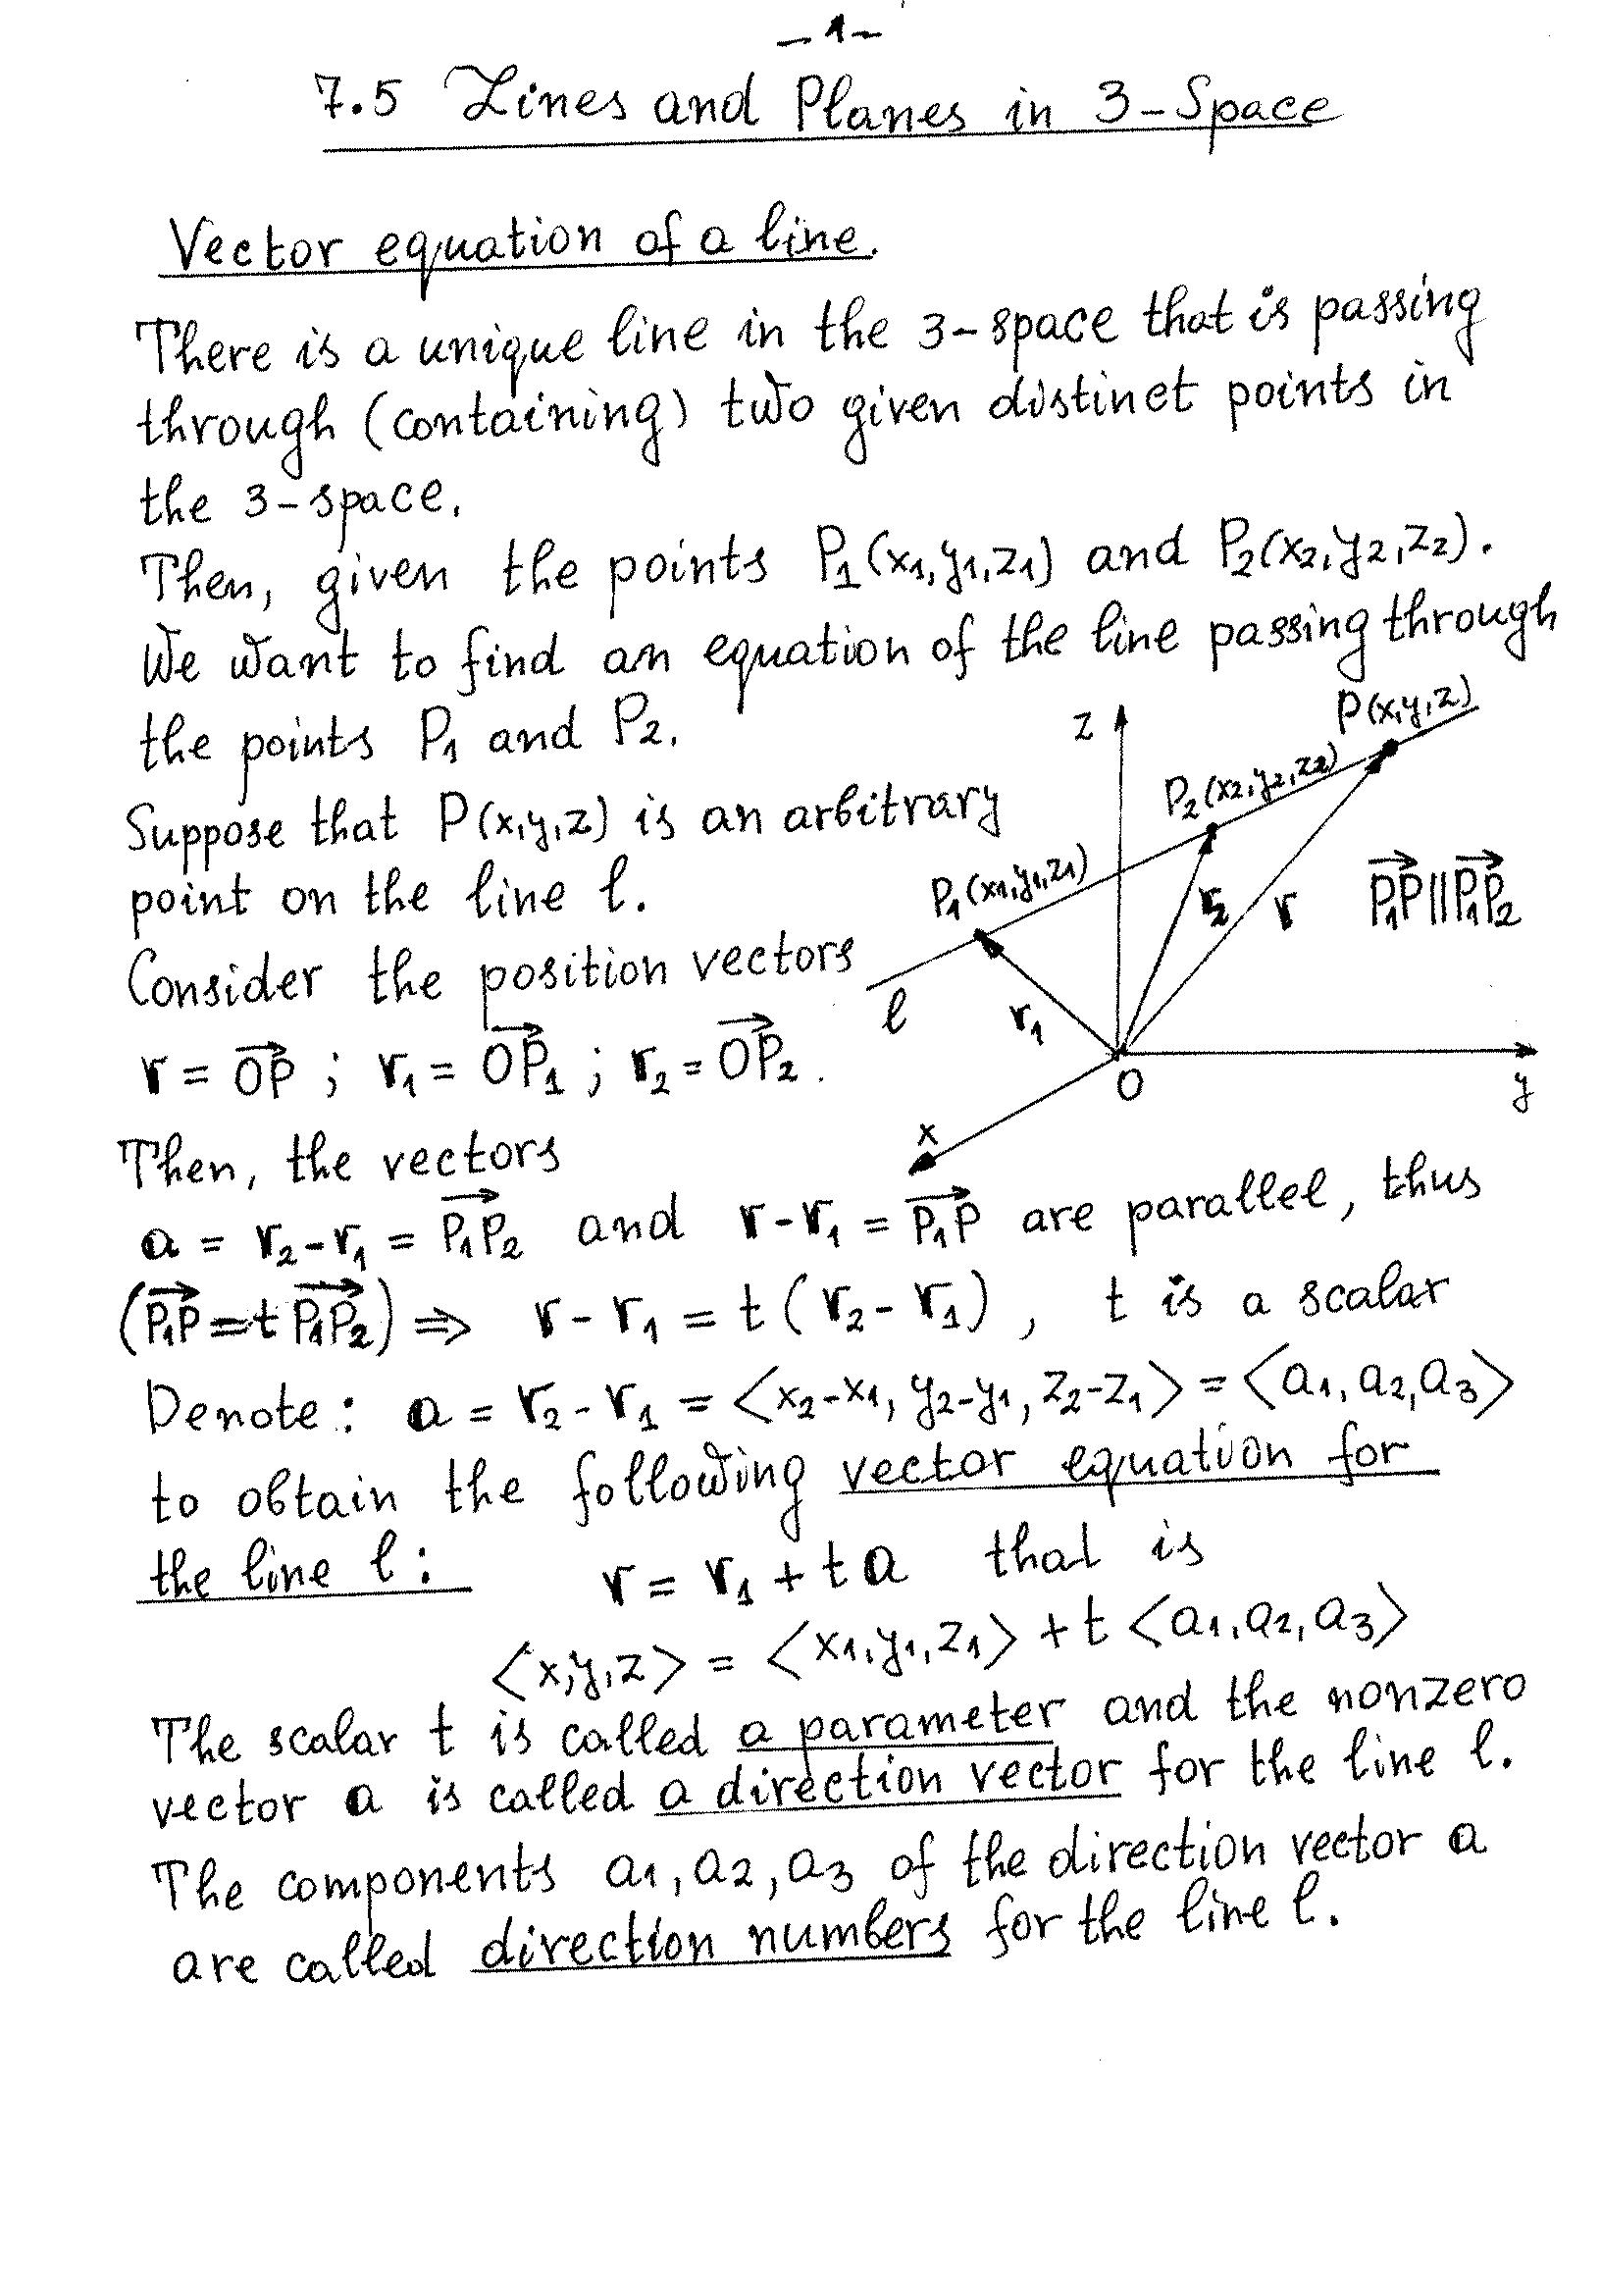 -1-
7.5 Lines and Planes in 3-Space
Vector equation of a line.
There is a unique line in the 3-space that is passing
through (containing) two given distinct points in
the 3-space.
Then, given the points P₁(x₁,y₁,z₁) and P₂(x₂,y₂,z₂).
We want to find an equation of the line passing through
the points P₁ and P₂.
Suppose that P(x,y,z) is an arbitrary
point on the line l.
Consider the position vectors
r = \overrightarrow{OP} ; r₁ = \overrightarrow{OP₁} ; r₂ = \overrightarrow{OP₂}.
z
P(x,y,z)
P₂(x₂,y₂,z₂)
P₁(x₁,y₁,z₁)
r₂
r
\overrightarrow{P₁P} || \overrightarrow{P₁P₂}
l
r₁
O
y
x
Then, the vectors
a = r₂-r₁ = \overrightarrow{P₁P₂} and r-r₁ = \overrightarrow{P₁P} are parallel, thus
(\overrightarrow{P₁P} = t \overrightarrow{P₁P₂}) ⇒ r - r₁ = t (r₂ - r₁), t is a scalar
Denote: a = r₂ - r₁ = ⟨x₂-x₁, y₂-y₁, z₂-z₁⟩ = ⟨a₁, a₂, a₃⟩
to obtain the following vector equation for
the line l: r = r₁ + t a that is
⟨x,y,z⟩ = ⟨x₁,y₁,z₁⟩ + t ⟨a₁,a₂,a₃⟩
The scalar t is called a parameter and the nonzero
vector a is called a direction vector for the line l.
The components a₁, a₂, a₃ of the direction vector a
are called direction numbers for the line l.